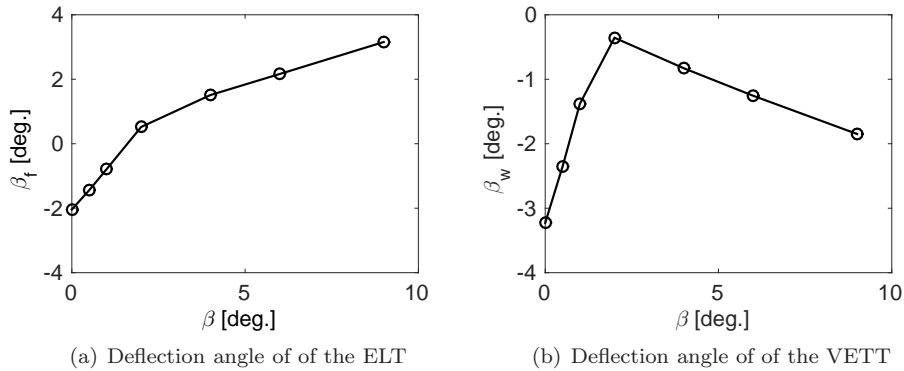 4
2
0
-2
-4
β_f [deg.]
0 5 10
β [deg.]
(a) Deflection angle of of the ELT
0
-1
-2
-3
-4
β_w [deg.]
0 5 10
β [deg.]
(b) Deflection angle of of the VETT